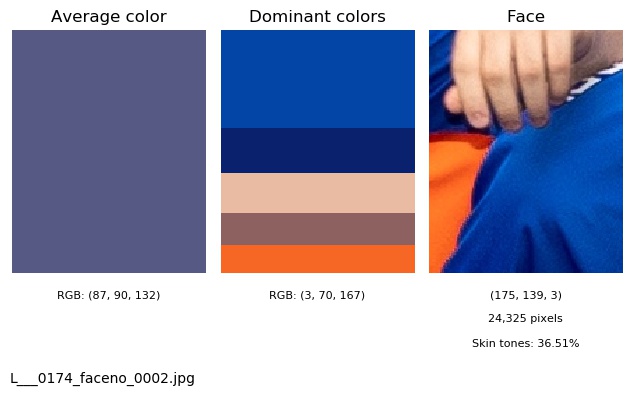 Average color
Dominant colors
Face
RGB: (87, 90, 132)
RGB: (3, 70, 167)
(175, 139, 3)
24,325 pixels
Skin tones: 36.51%
L___0174_faceno_0002.jpg